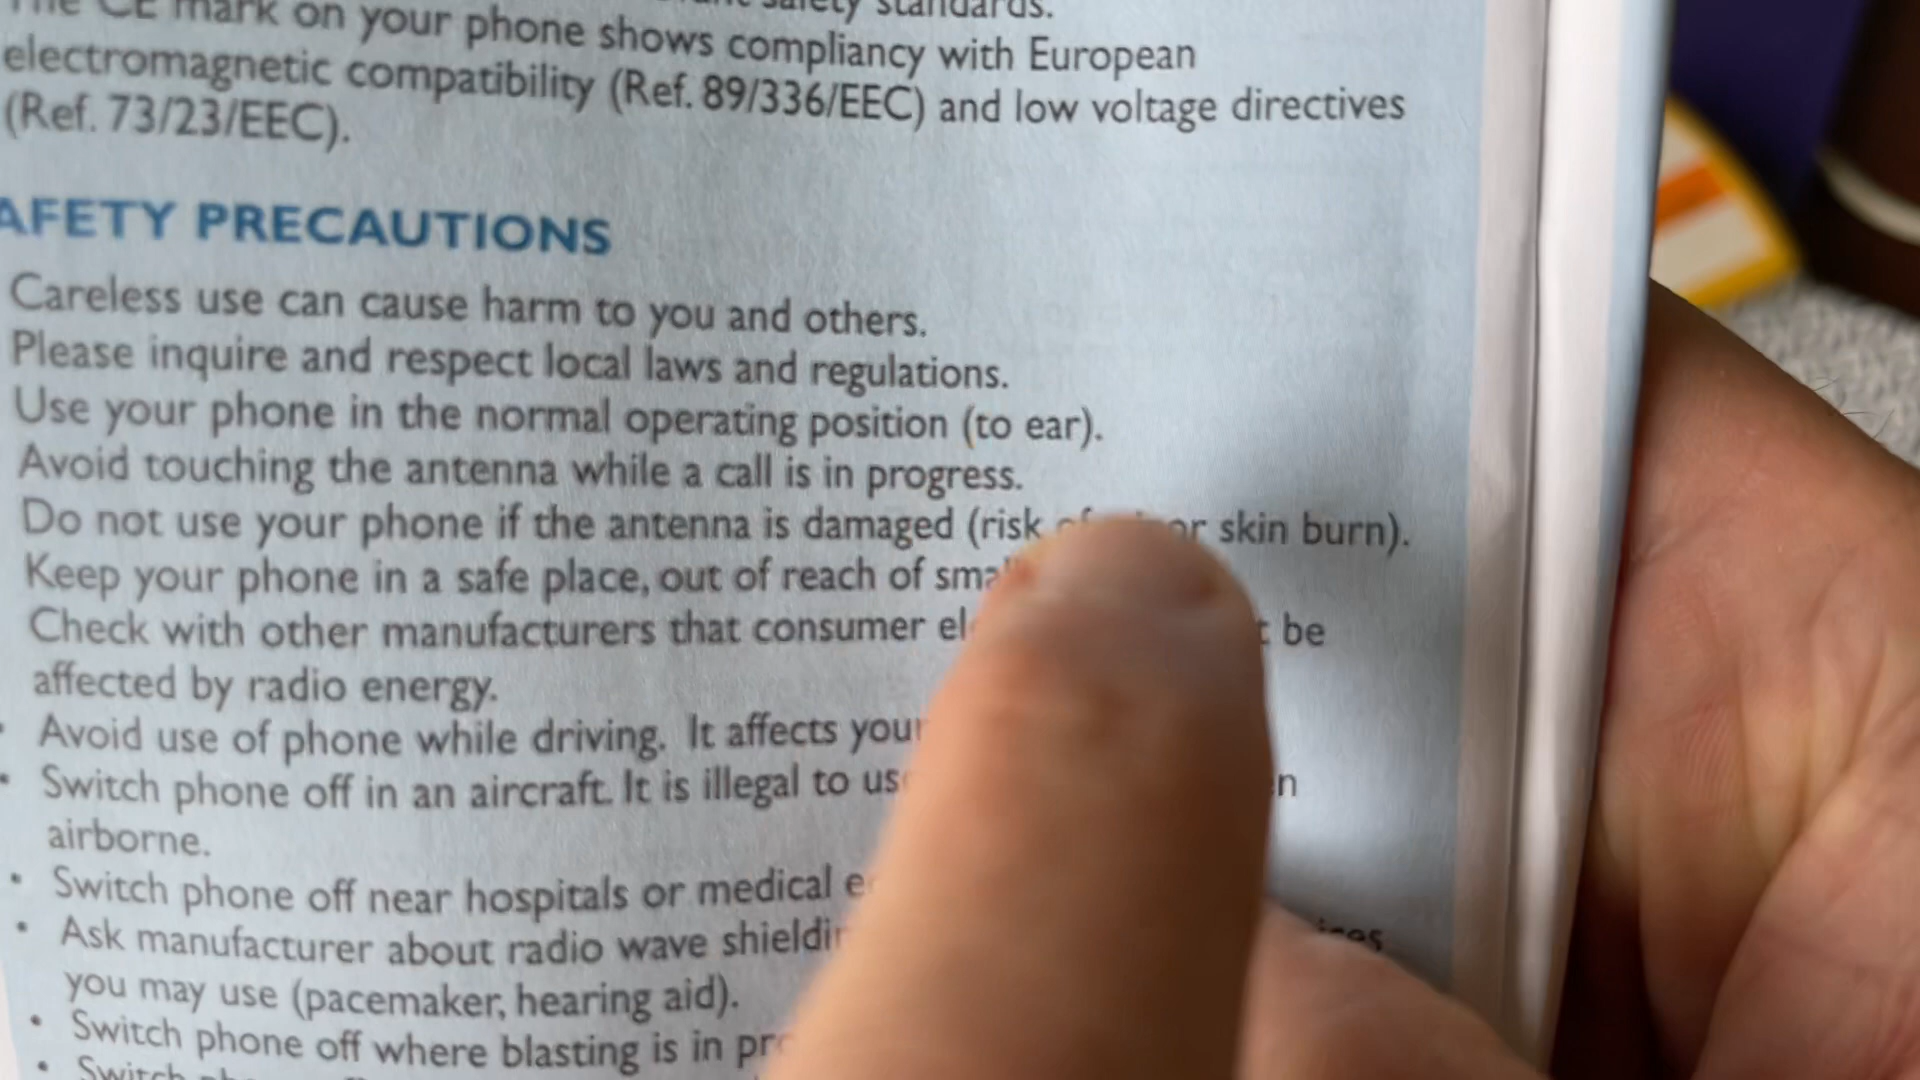 The CE mark on your phone shows compliancy with European safety standards.
electromagnetic compatibility (Ref. 89/336/EEC) and low voltage directives
(Ref. 73/23/EEC).
AFETY PRECAUTIONS
Careless use can cause harm to you and others.
Please inquire and respect local laws and regulations.
Use your phone in the normal operating position (to ear).
Avoid touching the antenna while a call is in progress.
Do not use your phone if the antenna is damaged (risk skin burn).
Keep your phone in a safe place, out of reach of
Check with other manufacturers that consumer be
affected by radio energy.
• Avoid use of phone while driving. It affects your
• Switch phone off in an aircraft. It is illegal to
airborne.
• Switch phone off near hospitals or medical
• Ask manufacturer about radio wave
you may use (pacemaker, hearing aid).
• Switch phone off where blasting is in
• Switch